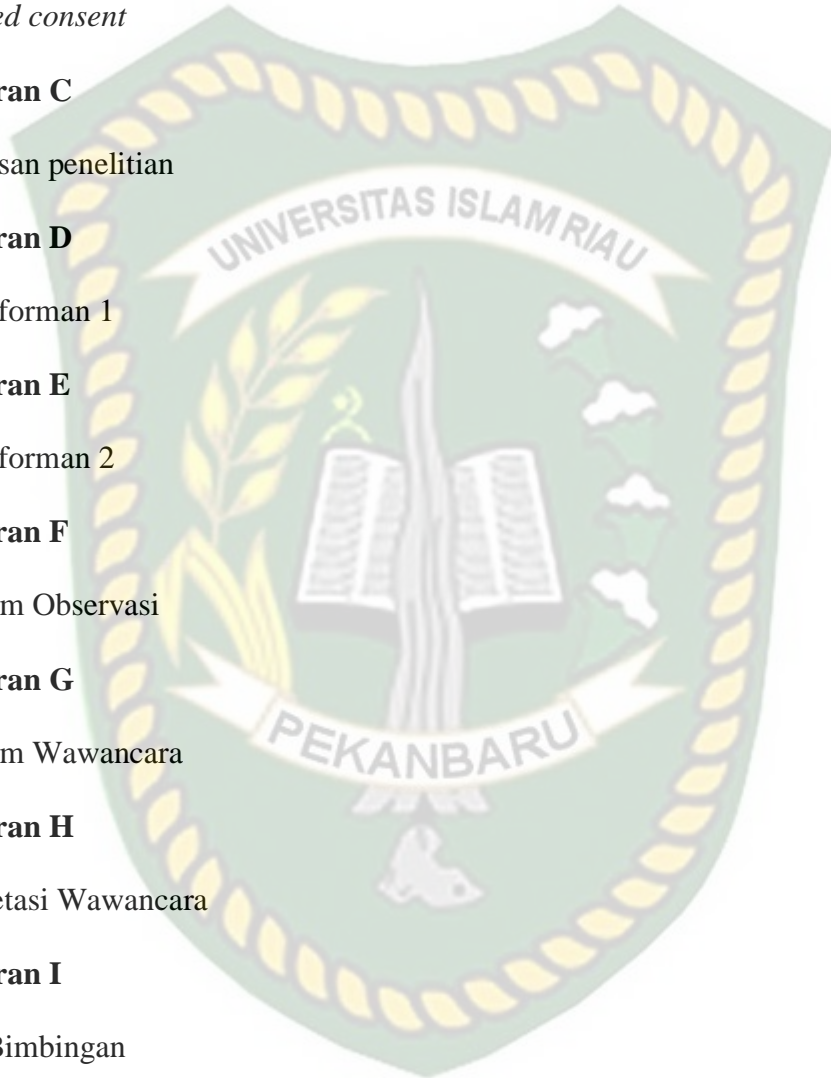 ed consent
ran C
san penelitian
UNIVERSITAS ISLAM RIAU
ran D
forman 1
ran E
forman 2
ran F
m Observasi
ran G
PEKANBARU
m Wawancara
ran H
etasi Wawancara
ran I
Bimbingan